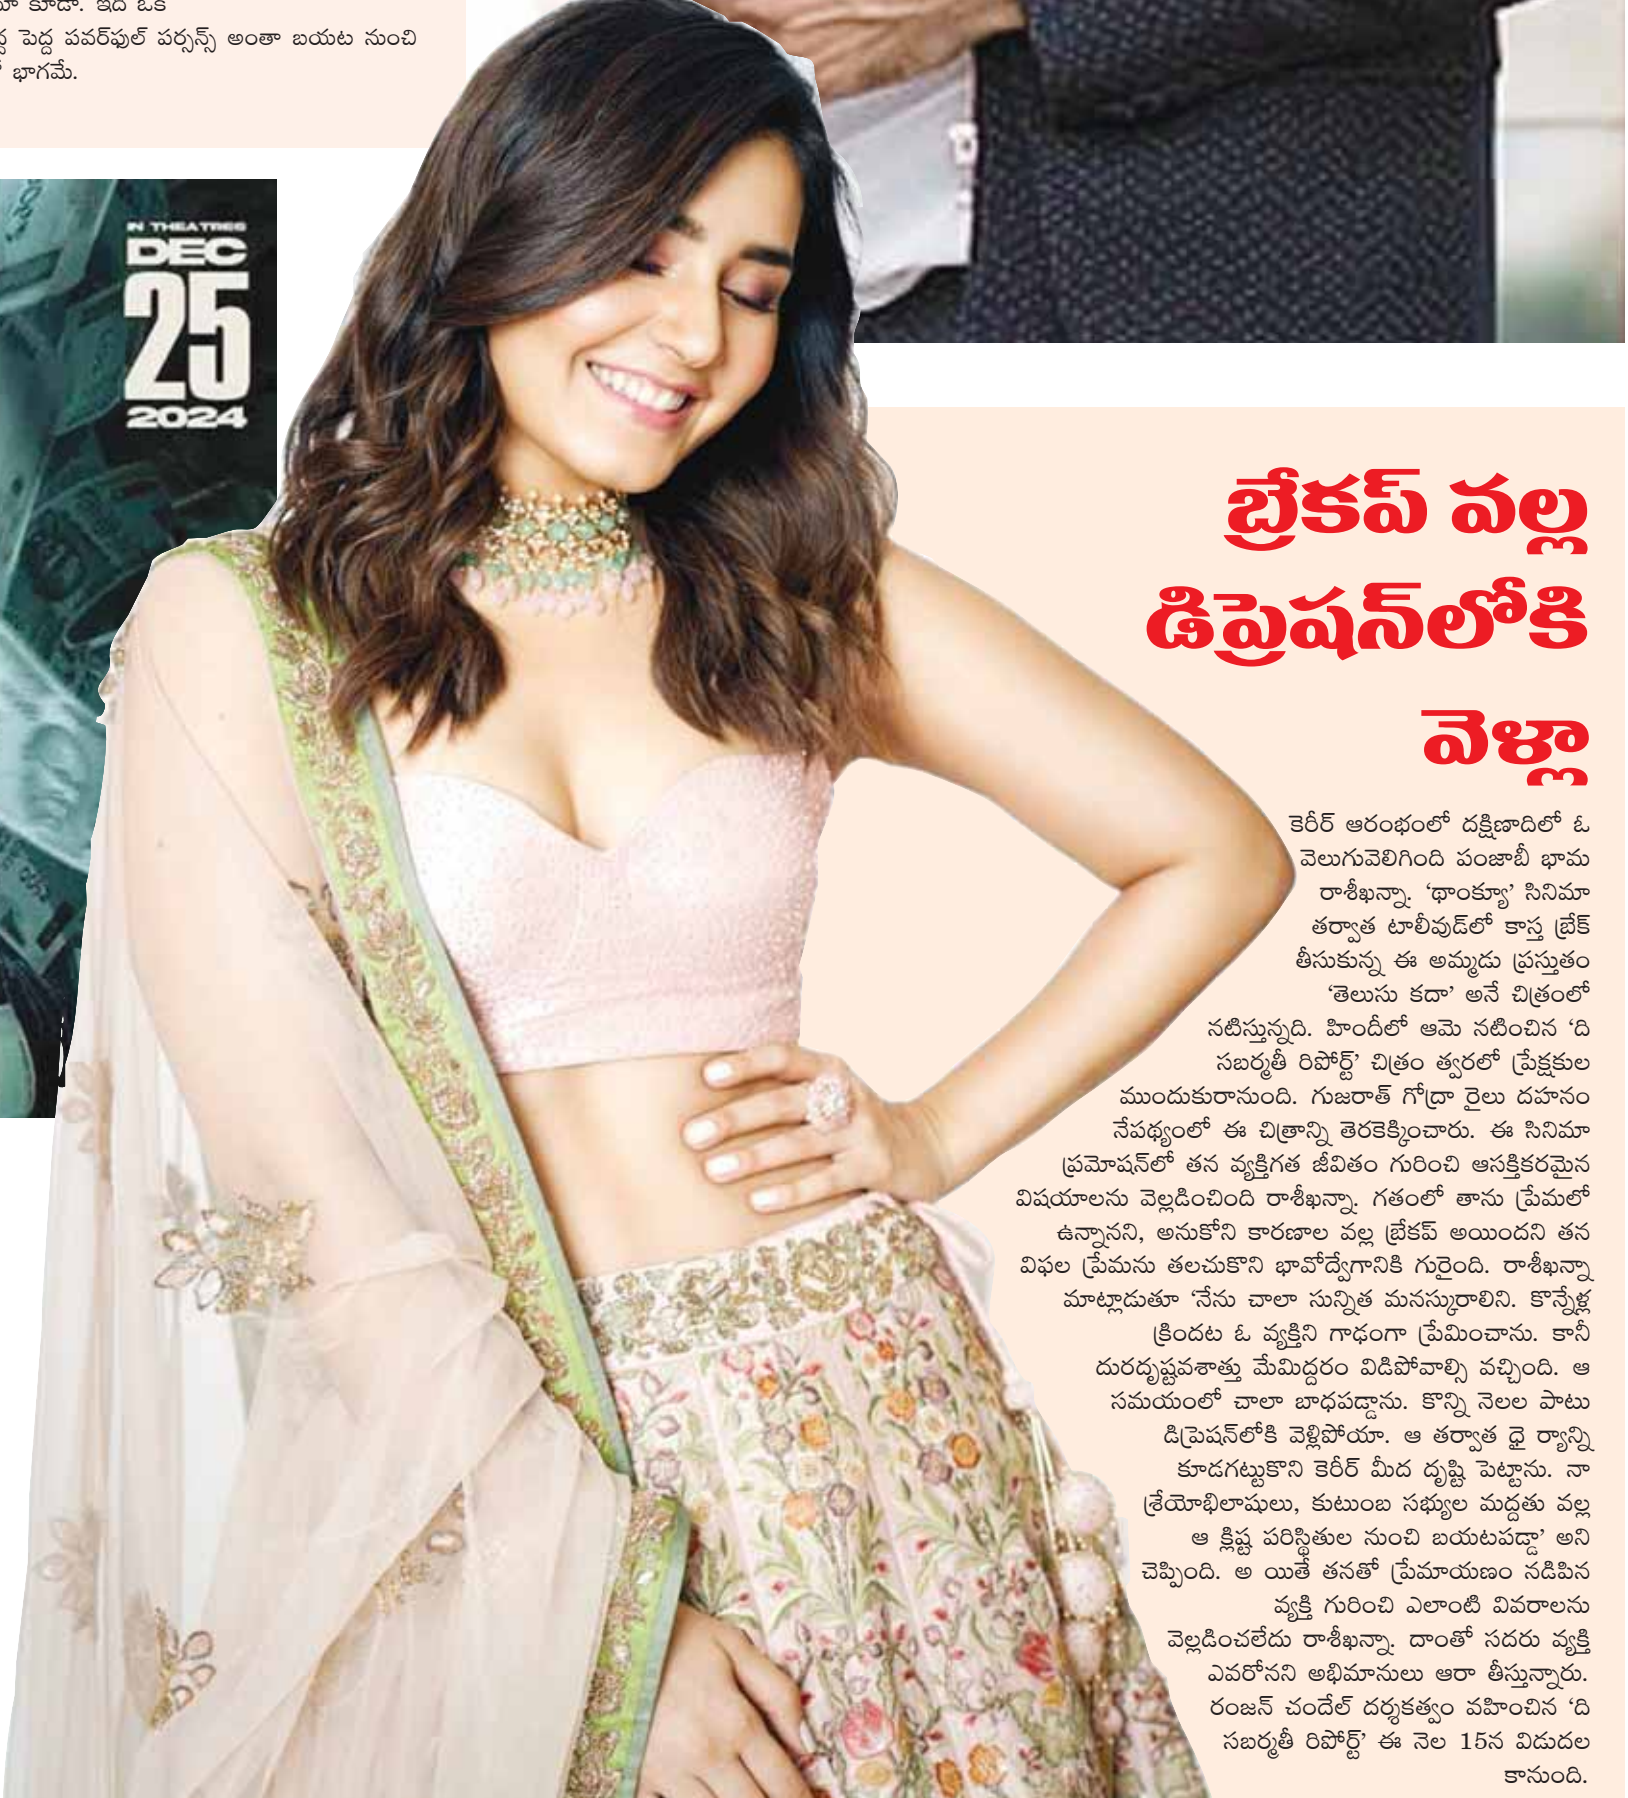 కూడా. ఇది ఒక
పెద్ద పవర్‌ఫుల్ పర్సన్స్ అంతా బయట నుంచి
భాగమే.
IN THEATRES
DEC
25
2024
బ్రేకప్ వల్ల
డిప్రెషన్‌లోకి
వెళ్లా
కెరీర్ ఆరంభంలో దక్షిణాదిలో ఓ
వెలుగువెలిగింది పంజాబీ భామ
రాశీఖన్నా. ‘థాంక్యూ’ సినిమా
తర్వాత టాలీవుడ్‌లో కాస్త బ్రేక్
తీసుకున్న ఈ అమ్మడు ప్రస్తుతం
‘తెలుసు కదా’ అనే చిత్రంలో
నటిస్తున్నది. హిందీలో ఆమె నటించిన ‘ది
సబర్మతీ రిపోర్ట్’ చిత్రం త్వరలో ప్రేక్షకుల
ముందుకురానుంది. గుజరాత్ గోద్రా రైలు దహనం
నేపథ్యంలో ఈ చిత్రాన్ని తెరకెక్కించారు. ఈ సినిమా
ప్రమోషన్‌లో తన వ్యక్తిగత జీవితం గురించి ఆసక్తికరమైన
విషయాలను వెల్లడించింది రాశీఖన్నా. గతంలో తాను ప్రేమలో
ఉన్నానని, అనుకోని కారణాల వల్ల బ్రేకప్ అయిందని తన
విఫల ప్రేమను తలచుకొని భావోద్వేగానికి గురైంది. రాశీఖన్నా
మాట్లాడుతూ ‘నేను చాలా సున్నిత మనస్కురాలిని. కొన్నేళ్ల
క్రిందట ఓ వ్యక్తిని గాఢంగా ప్రేమించాను. కానీ
దురదృష్టవశాత్తు మేమిద్దరం విడిపోవాల్సి వచ్చింది. ఆ
సమయంలో చాలా బాధపడ్డాను. కొన్ని నెలల పాటు
డిప్రెషన్‌లోకి వెళ్లిపోయా. ఆ తర్వాత ధై ర్యాన్ని
కూడగట్టుకొని కెరీర్ మీద దృష్టి పెట్టాను. నా
శ్రేయోభిలాషులు, కుటుంబ సభ్యుల మద్దతు వల్ల
ఆ క్లిష్ట పరిస్థితుల నుంచి బయటపడ్డా’ అని
చెప్పింది. అ యితే తనతో ప్రేమాయణం నడిపిన
వ్యక్తి గురించి ఎలాంటి వివరాలను
వెల్లడించలేదు రాశీఖన్నా. దాంతో సదరు వ్యక్తి
ఎవరోనని అభిమానులు ఆరా తీస్తున్నారు.
రంజన్ చందేల్ దర్శకత్వం వహించిన ‘ది
సబర్మతీ రిపోర్ట్’ ఈ నెల 15న విడుదల
కానుంది.